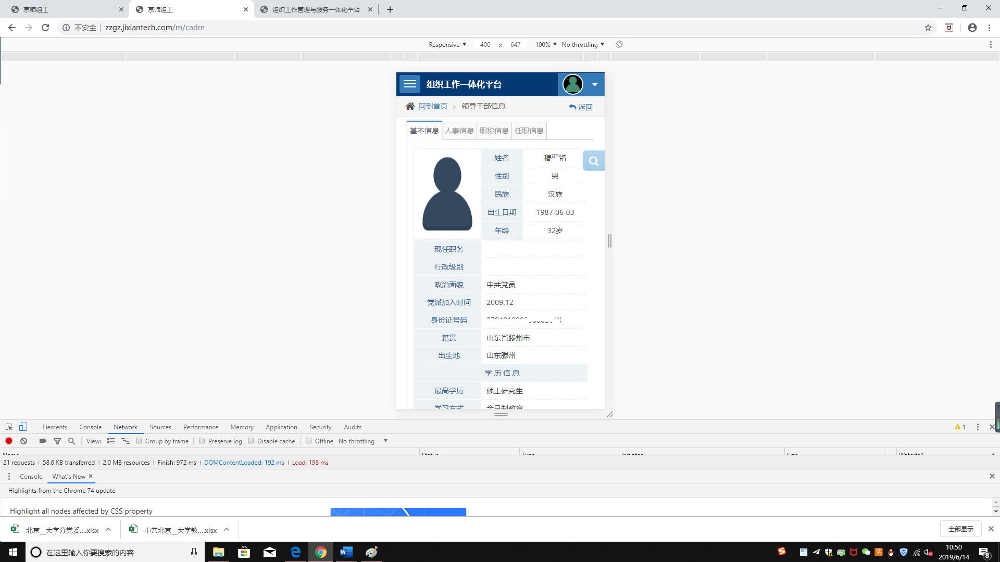 京师组工
京师组工
组织工作管理与服务一体化平台
不安全
zzgz.jixiantech.com/m/cadre
Responsive
400 × 647
100%
No throttling
组织工作一体化平台
回到首页 > 领导干部信息
返回
基本信息 人事信息 职称信息 任职信息
姓名
性别 男
民族 汉族
出生日期 1987-06-03
年龄 32岁
现任职务
行政级别
政治面貌 中共党员
党派加入时间 2009.12
身份证号码
籍贯 山东省滕州市
出生地 山东滕州
学历信息
最高学历 硕士研究生
学习方式 全日制教育
Elements Console Network Sources Performance Memory Application Security Audits
1
View: Group by frame Preserve log Disable cache Offline No throttling
Name Status Type Initiator Size Waterfall
21 requests 58.6 KB transferred 2.0 MB resources Finish: 972 ms DOMContentLoaded: 192 ms Load: 198 ms
Console What's New
Highlights from the Chrome 74 update
Highlight all nodes affected by CSS property
北京__大学分党委....xlsx
中共北京__大学教....xlsx
全部显示
在这里输入你要搜索的内容
10:50
2019/6/14
8